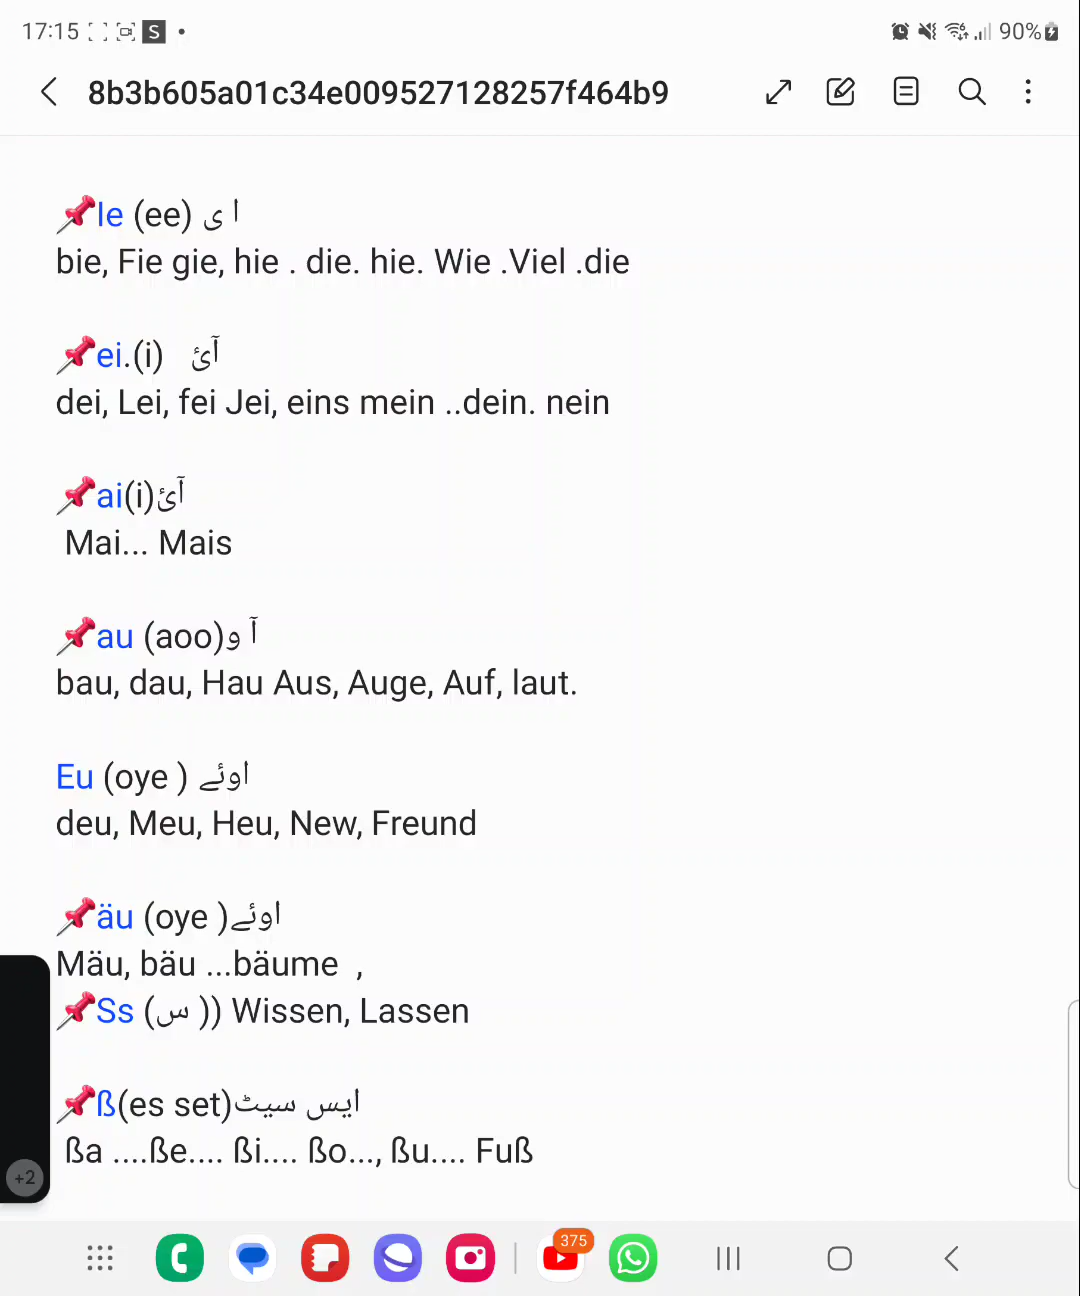 17:15 S • 90%
8b3b605a01c34e009527128257f464b9
Ie (ee) ا ی
bie, Fie gie, hie . die. hie. Wie .Viel .die
ei.(i) آئ
dei, Lei, fei Jei, eins mein ..dein. nein
ai(i)آئ
Mai... Mais
au (aoo)آ و
bau, dau, Hau Aus, Auge, Auf, laut.
Eu (oye ) اوئے
deu, Meu, Heu, New, Freund
äu (oye )اوئے
Mäu, bäu ...bäume ,
Ss (س )) Wissen, Lassen
ß(es set)ایس سیٹ
ßa ....ße.... ßi.... ßo..., ßu.... Fuß
+2
375